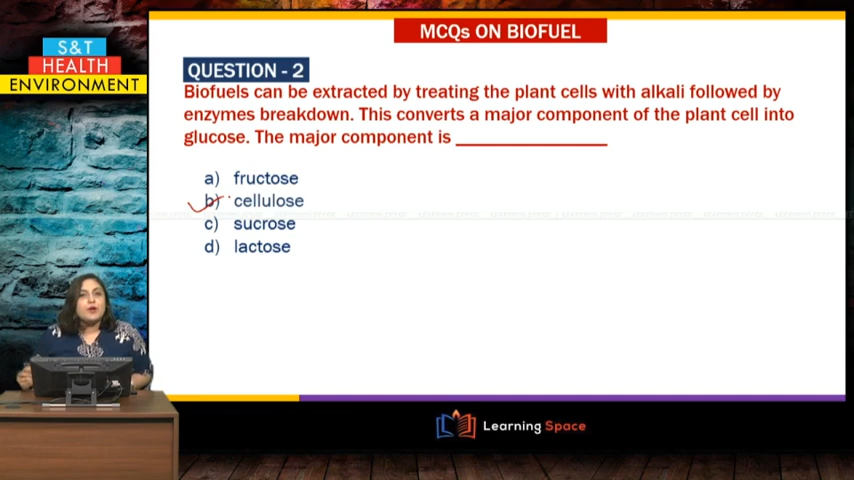 MCQs ON BIOFUEL
S&T
HEALTH
ENVIRONMENT
QUESTION - 2
Biofuels can be extracted by treating the plant cells with alkali followed by
enzymes breakdown. This converts a major component of the plant cell into
glucose. The major component is
a) fructose
b) cellulose
c) sucrose
d) lactose
Learning Space